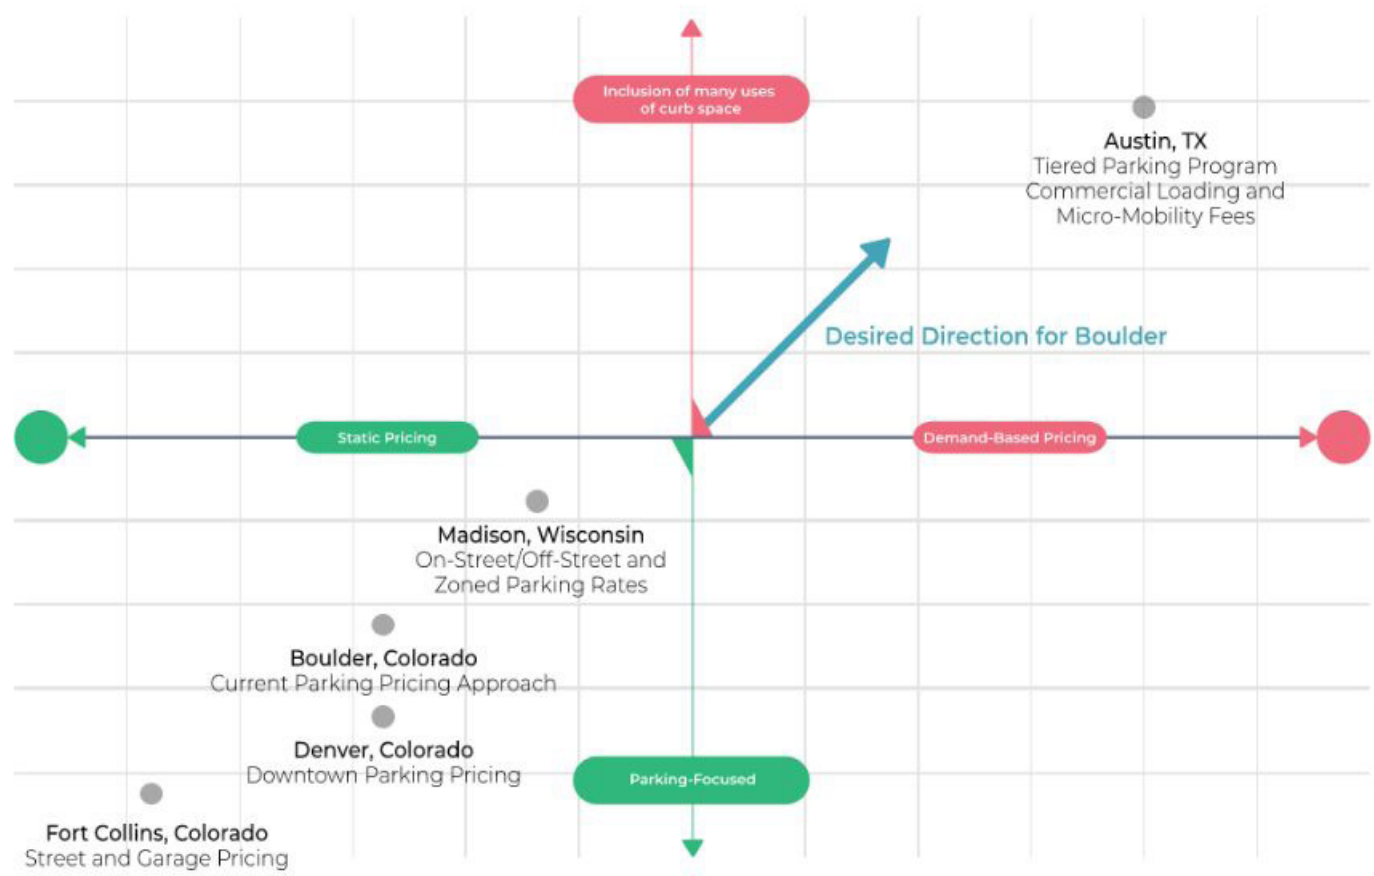 Inclusion of many uses
of curb space
Austin, TX
Tiered Parking Program
Commercial Loading and
Micro-Mobility Fees
Desired Direction for Boulder
Static Pricing
Demand-Based Pricing
Madison, Wisconsin
On-Street/Off-Street and
Zoned Parking Rates
Boulder, Colorado
Current Parking Pricing Approach
Denver, Colorado
Downtown Parking Pricing
Parking-Focused
Fort Collins, Colorado
Street and Garage Pricing